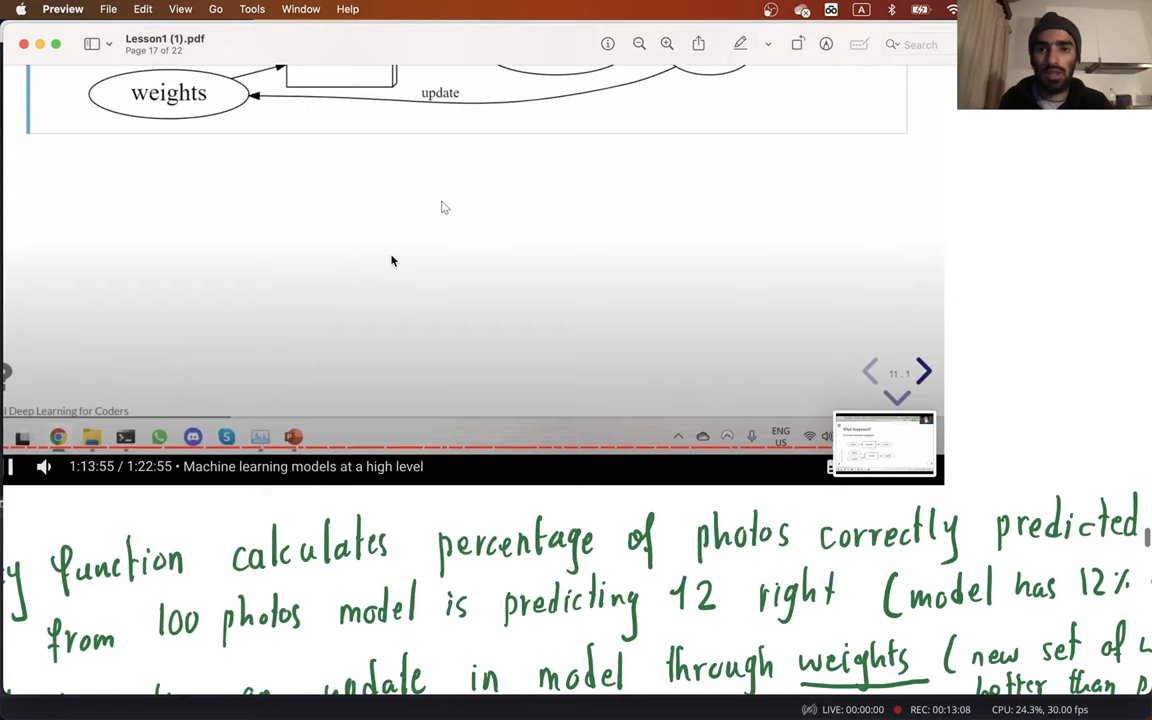 Preview File Edit View Go Tools Window Help A
Lesson1 (1).pdf
Page 17 of 22
Search
weights
update
11 . 1
l Deep Learning for Coders
ENG
US
What happened?
1:13:55 / 1:22:55 • Machine learning models at a high level
y function calculates percentage of photos correctly predicted
from 100 photos model is predicting 12 right (model has 12%
update in model through weights (new set of w
better than p
LIVE: 00:00:00 REC: 00:13:08 CPU: 24.3%, 30.00 fps